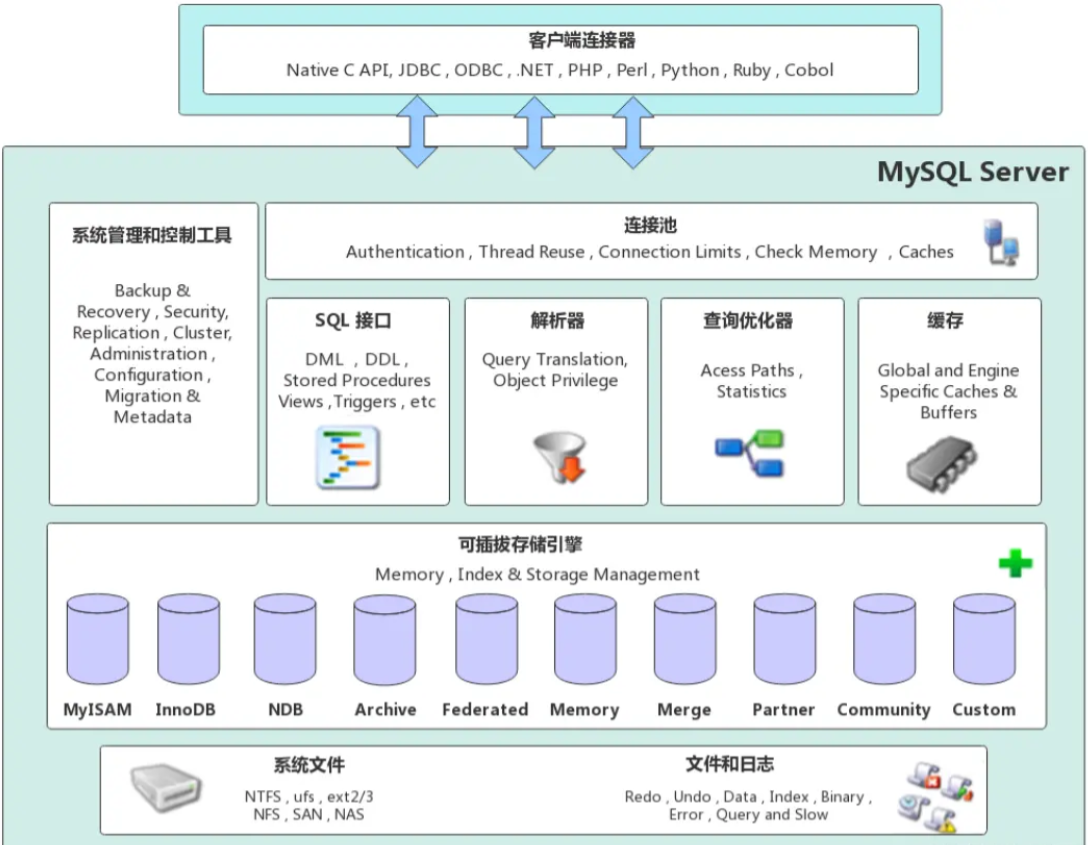 客户端连接器
Native C API, JDBC , ODBC , .NET , PHP , Perl , Python , Ruby , Cobol
MySQL Server
系统管理和控制工具
Backup &
Recovery , Security,
Replication , Cluster,
Administration ,
Configuration ,
Migration &
Metadata
连接池
Authentication , Thread Reuse , Connection Limits , Check Memory , Caches
SQL 接口
DML , DDL ,
Stored Procedures
Views ,Triggers , etc
解析器
Query Translation,
Object Privilege
查询优化器
Acess Paths ,
Statistics
缓存
Global and Engine
Specific Caches &
Buffers
可插拔存储引擎
Memory , Index & Storage Management
MyISAM InnoDB NDB Archive Federated Memory Merge Partner Community Custom
系统文件
NTFS , ufs , ext2/3
NFS , SAN , NAS
文件和日志
Redo , Undo , Data , Index , Binary ,
Error , Query and Slow